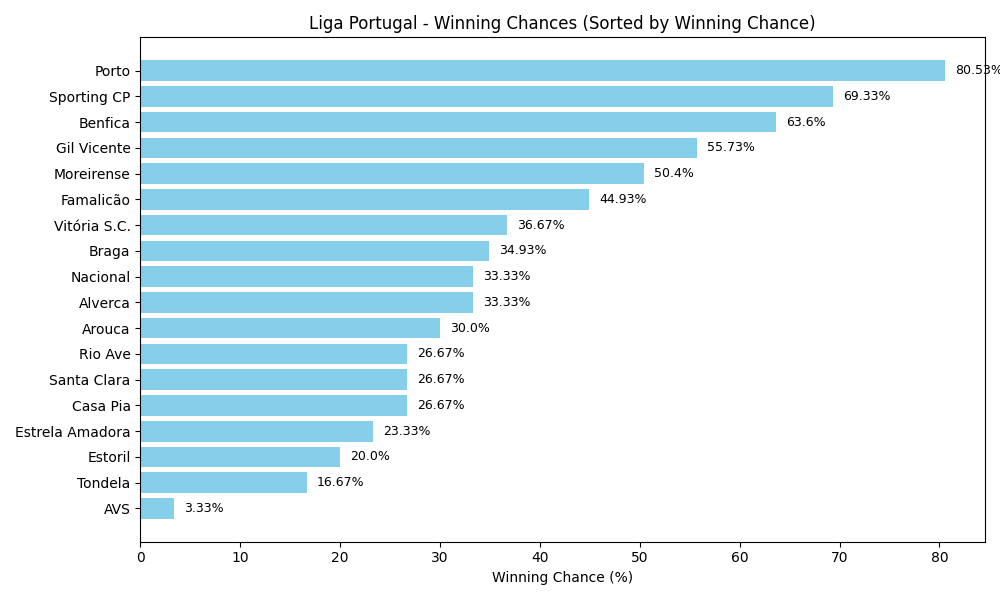 Liga Portugal - Winning Chances (Sorted by Winning Chance)
Porto 80.53%
Sporting CP 69.33%
Benfica 63.6%
Gil Vicente 55.73%
Moreirense 50.4%
Famalicão 44.93%
Vitória S.C. 36.67%
Braga 34.93%
Nacional 33.33%
Alverca 33.33%
Arouca 30.0%
Rio Ave 26.67%
Santa Clara 26.67%
Casa Pia 26.67%
Estrela Amadora 23.33%
Estoril 20.0%
Tondela 16.67%
AVS 3.33%
0 10 20 30 40 50 60 70 80
Winning Chance (%)